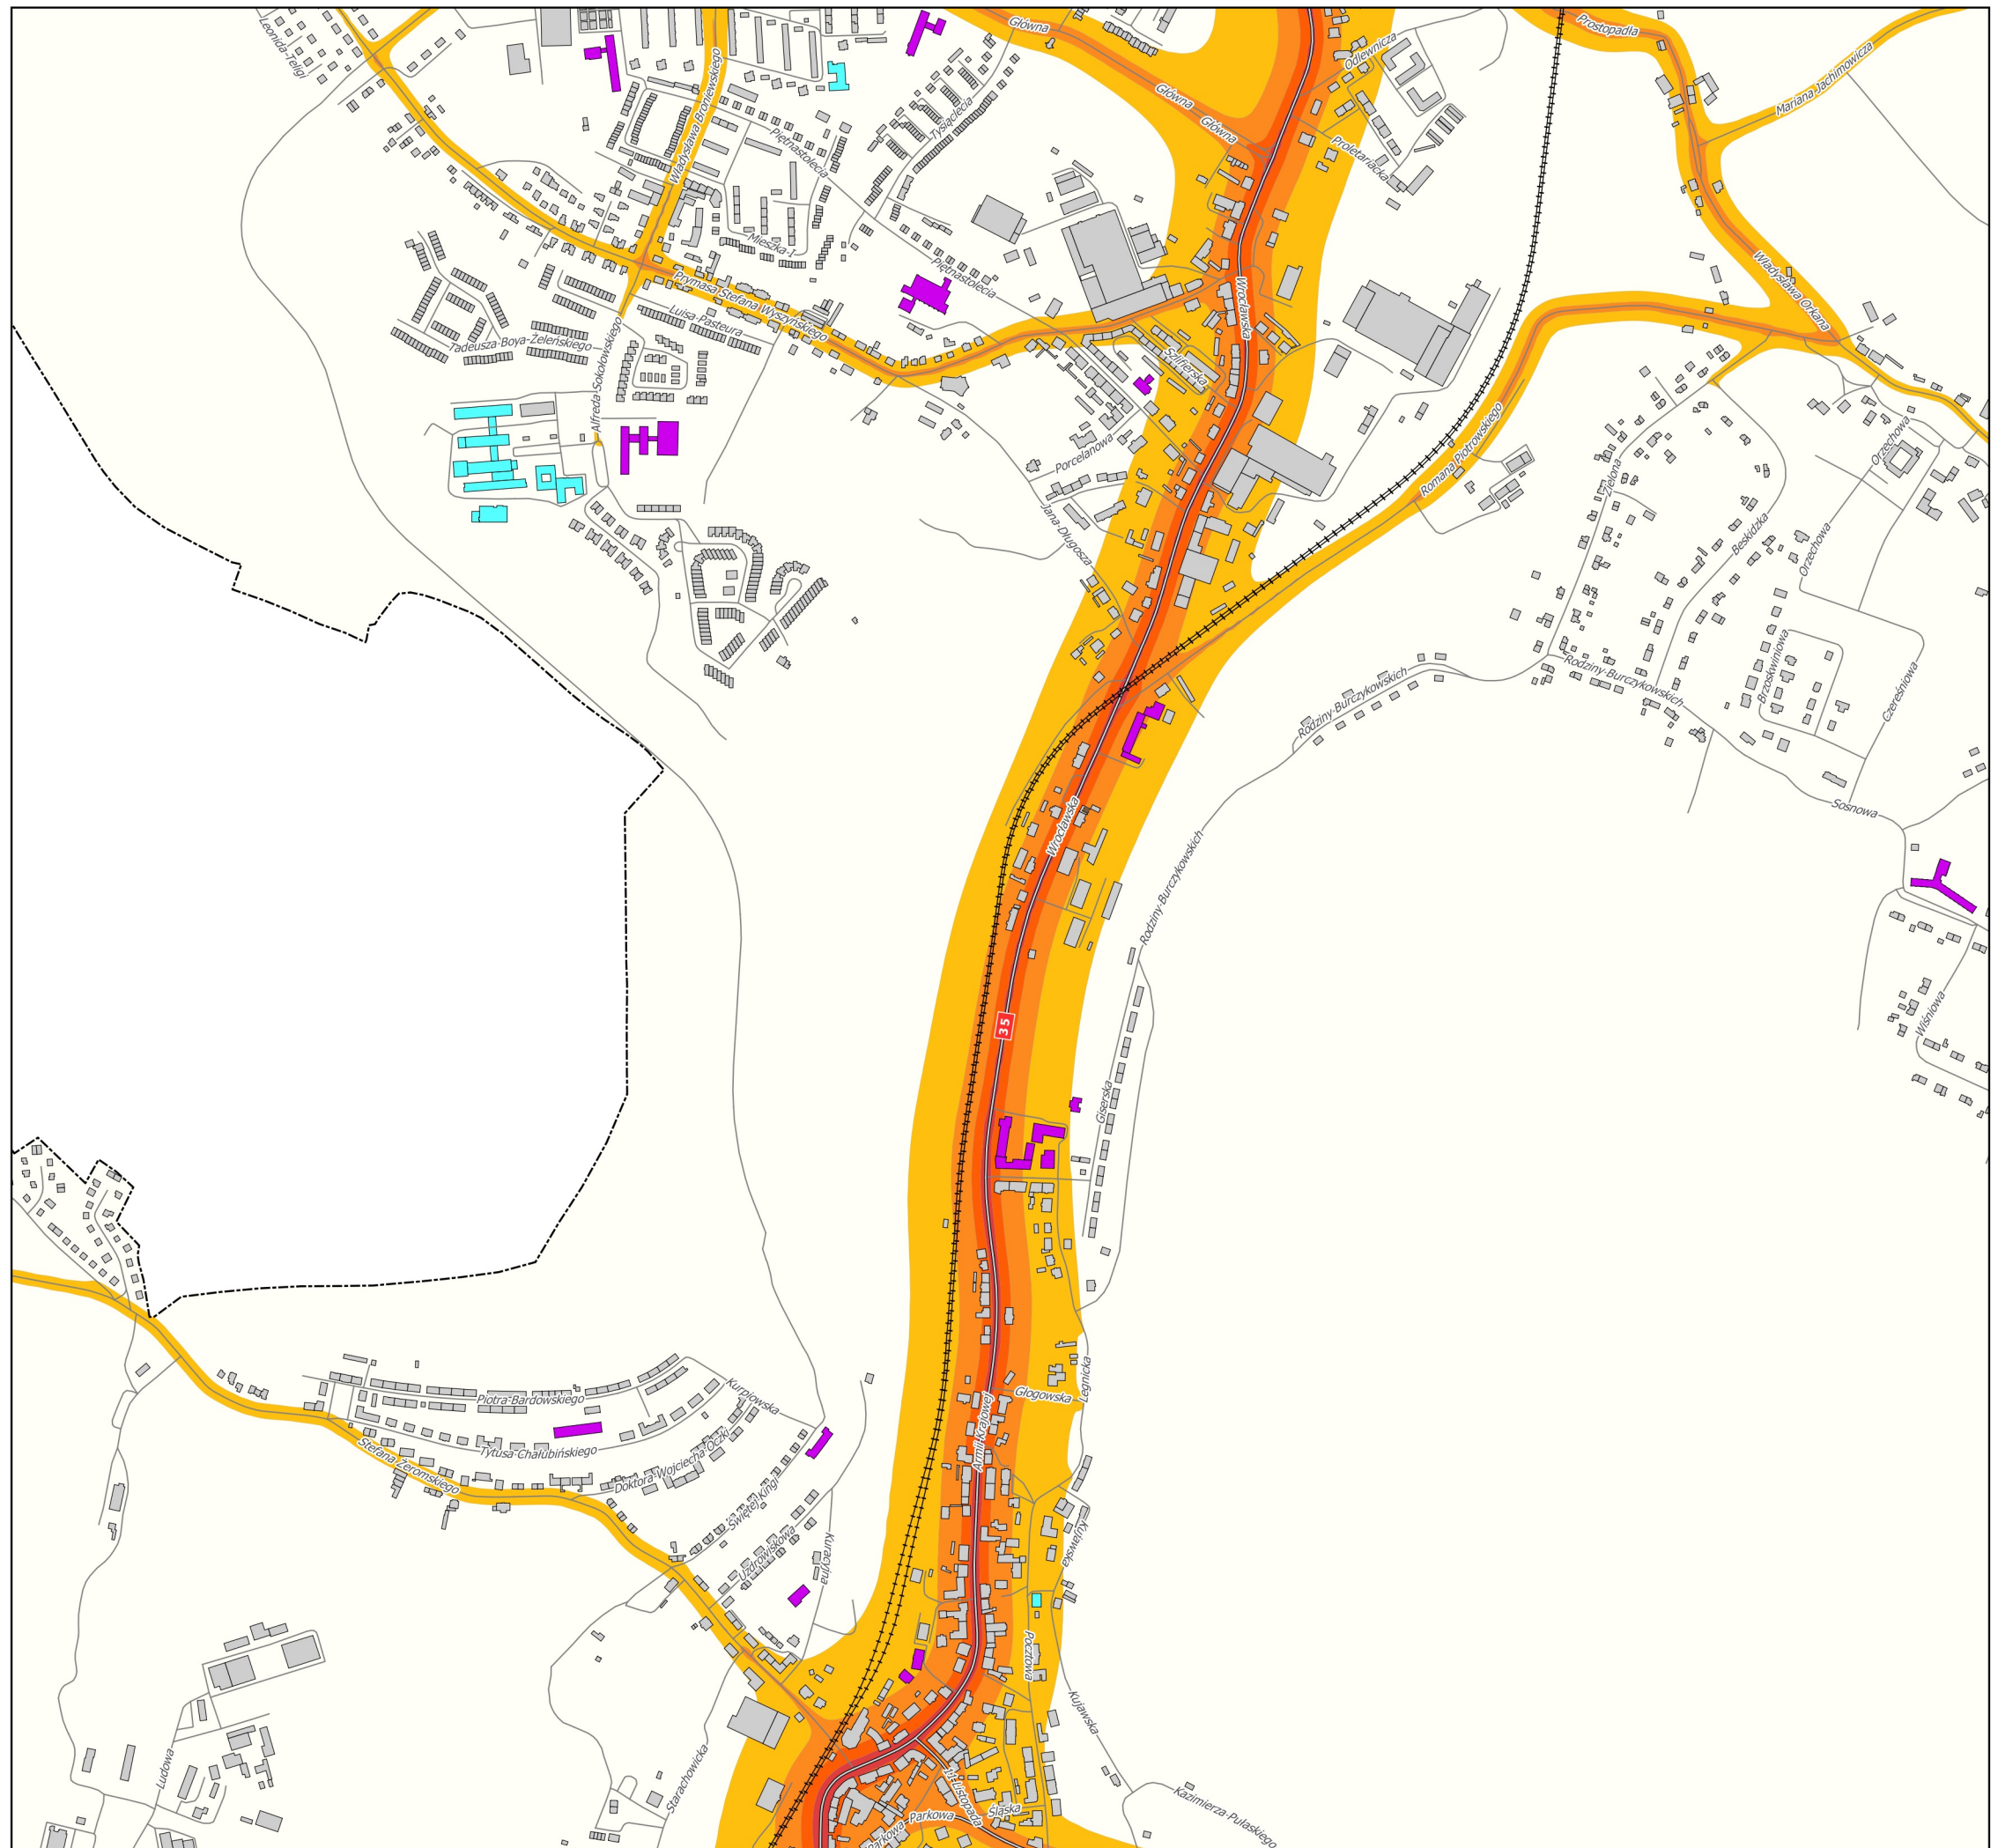 Leonida-Teligi
Główna
Prostopadła
Odlewnicza
Mariana-Jachimowicza
Władysława Broniewskiego
Główna
Tysiąclecia
Główna
Piętnastolecia
Proletariacka
Mieszka-I
Piętnastolecia
Prymasa Stefana Wyszyńskiego
Władysława Orkana
Wrocławska
Luisa-Pasteura
Tadeusza-Boya-Żeleńskiego
Alfreda-Sokołowskiego
Szlifierska
Porcelanowa
Romana Piotrowskiego
Orzechowa
Zielona
Jana-Długosza
Beskidzka
Orzechowa
Rodziny-Burczykowskich
Rodziny-Burczykowskich
Brzoskwiniowa
Czereśniowa
Wrocławska
Sosnowa
Rodziny-Burczykowskich
35
Wiśniowa
Giserska
Piotra-Bardowskiego
Kurpiowska
Głogowska
Legnicka
Armii-Krajowej
Tytusa-Chałubińskiego
Stefana Żeromskiego
Doktora-Wojciecha-Oczki
Świętej-Kingi
Uzdrowiskowa
Kuracyjna
Kujawska
Pocztowa
Kujawska
Ludowa
Starachowicka
11-Listopada
Śląska
Parkowa
Parkowa
Kazimierza-Pułaskiego